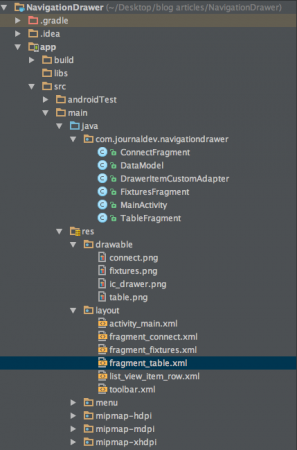 NavigationDrawer (~/Desktop/blog articles/NavigationDrawer)
.gradle
.idea
app
build
libs
src
androidTest
main
java
com.journaldev.navigationdrawer
ConnectFragment
DataModel
DrawerItemCustomAdapter
FixturesFragment
MainActivity
TableFragment
res
drawable
connect.png
fixtures.png
ic_drawer.png
table.png
layout
activity_main.xml
fragment_connect.xml
fragment_fixtures.xml
fragment_table.xml
list_view_item_row.xml
toolbar.xml
menu
mipmap-hdpi
mipmap-mdpi
mipmap-xhdpi